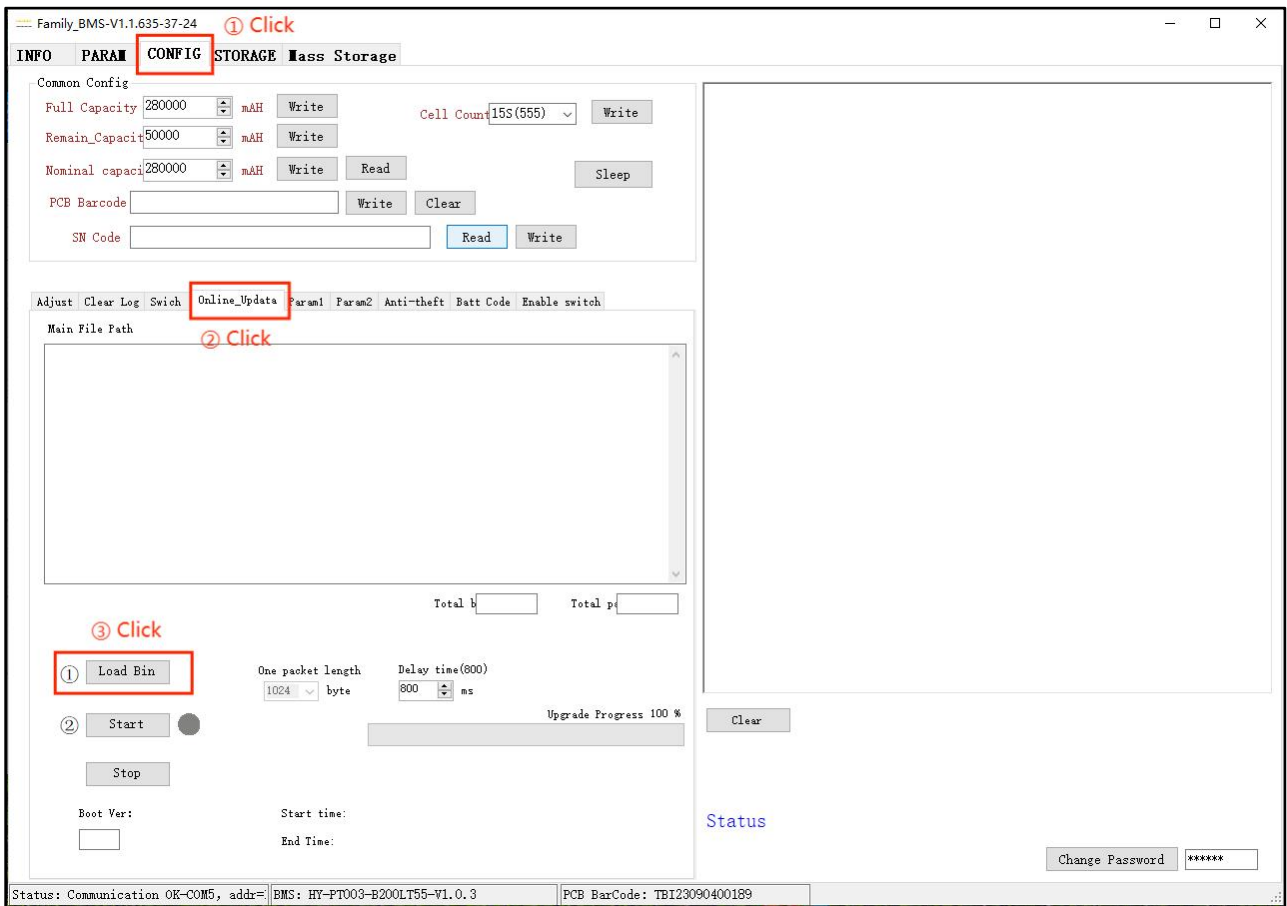 Family_BMS-V1.1.635-37-24
① Click
INFO PARAM CONFIG STORAGE Mass Storage
Common Config
Full Capacity 280000 mAH Write
Cell Count 15S(555) Write
Remain_Capacit 50000 mAH Write
Nominal capaci 280000 mAH Write Read
Sleep
PCB Barcode Write Clear
SN Code Read Write
Adjust Clear Log Swich Online_Updata Param1 Param2 Anti-theft Batt Code Enable switch
Main File Path
② Click
Total b Total pa
③ Click
① Load Bin
One packet length Delay time(800)
1024 byte 800 ms
② Start
Upgrade Progress 100 %
Clear
Stop
Boot Ver: Start time:
End Time:
Status
Change Password ******
Status: Communication OK-COM5, addr= BMS: HY-PT003-B200LT55-V1.0.3 PCB BarCode: TBI23090400189